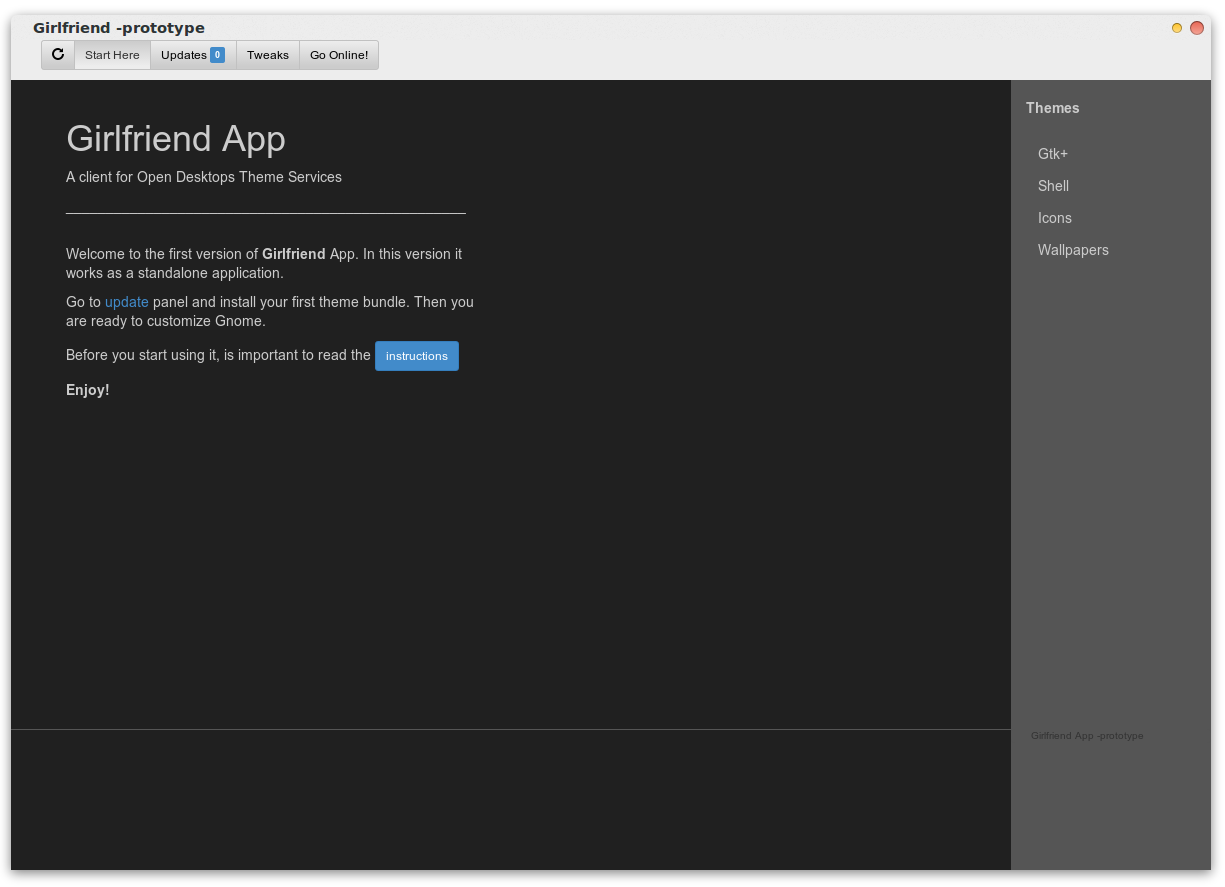 Girlfriend -prototype
Start Here Updates 0 Tweaks Go Online!
Girlfriend App
A client for Open Desktops Theme Services
Welcome to the first version of Girlfriend App. In this version it
works as a standalone application.
Go to update panel and install your first theme bundle. Then you
are ready to customize Gnome.
Before you start using it, is important to read the instructions
Enjoy!
Themes
Gtk+
Shell
Icons
Wallpapers
Girlfriend App -prototype